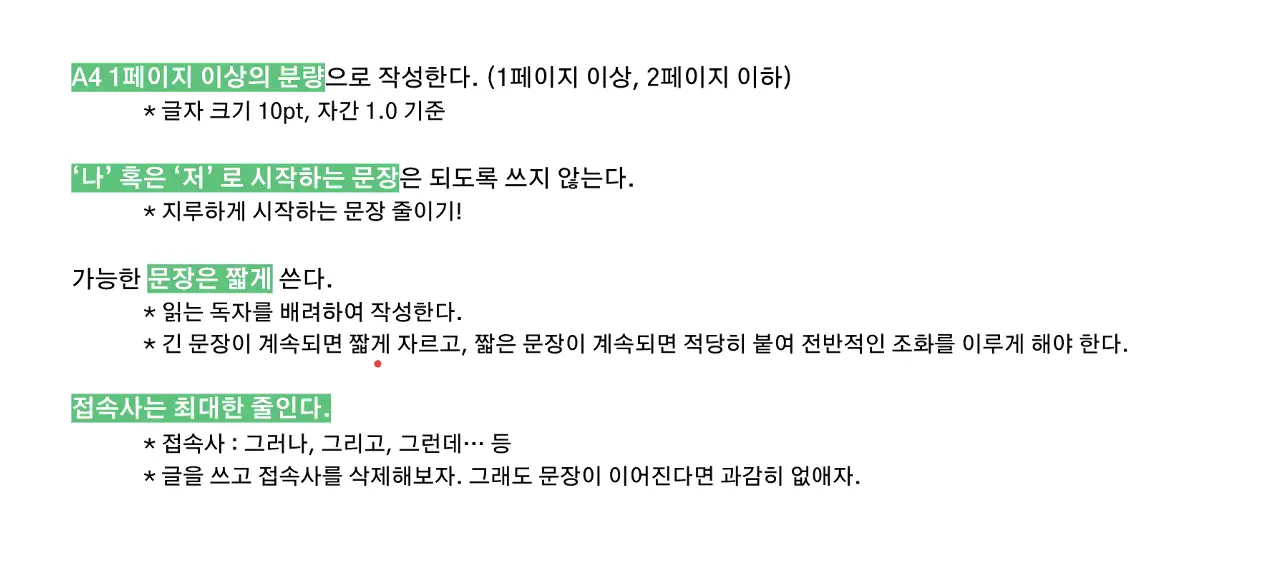 A4 1페이지 이상의 분량으로 작성한다. (1페이지 이상, 2페이지 이하)
* 글자 크기 10pt, 자간 1.0 기준
‘나’ 혹은 ‘저’ 로 시작하는 문장은 되도록 쓰지 않는다.
* 지루하게 시작하는 문장 줄이기!
가능한 문장은 짧게 쓴다.
* 읽는 독자를 배려하여 작성한다.
* 긴 문장이 계속되면 짧게 자르고, 짧은 문장이 계속되면 적당히 붙여 전반적인 조화를 이루게 해야 한다.
접속사는 최대한 줄인다.
* 접속사 : 그러나, 그리고, 그런데… 등
* 글을 쓰고 접속사를 삭제해보자. 그래도 문장이 이어진다면 과감히 없애자.